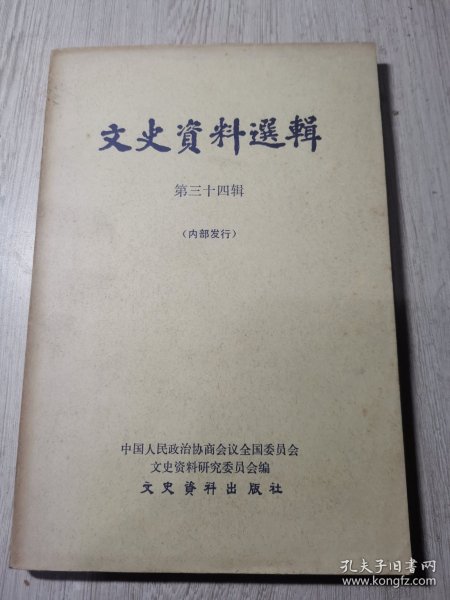 文史資料選輯
第三十四辑
(内部发行)
中国人民政治协商会议全国委员会
文史资料研究委员会编
文史資料出版社
孔夫子旧书网
www.kongfz.com